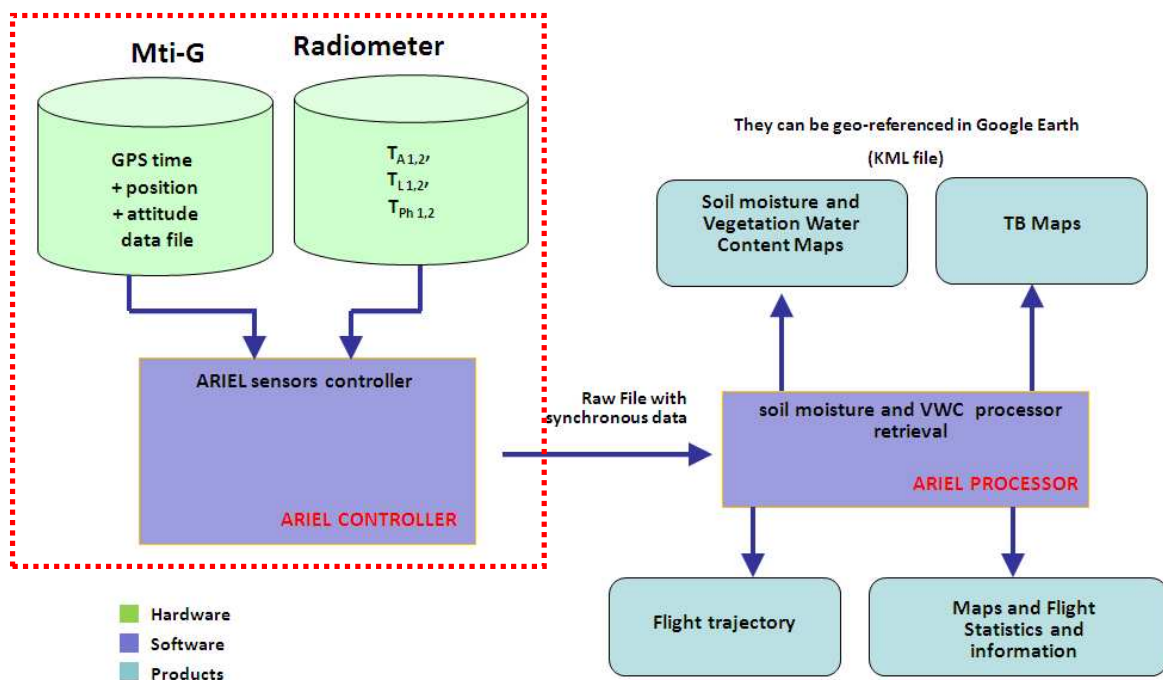 Mti-G
Radiometer
GPS time
+ position
+ attitude
data file
T_A 1,2,
T_L 1,2,
T_Ph 1,2
ARIEL sensors controller
ARIEL CONTROLLER
Raw File with
synchronous data
They can be geo-referenced in Google Earth
(KML file)
Soil moisture and
Vegetation Water
Content Maps
TB Maps
soil moisture and VWC processor
retrieval
ARIEL PROCESSOR
Flight trajectory
Maps and Flight
Statistics and
information
Hardware
Software
Products